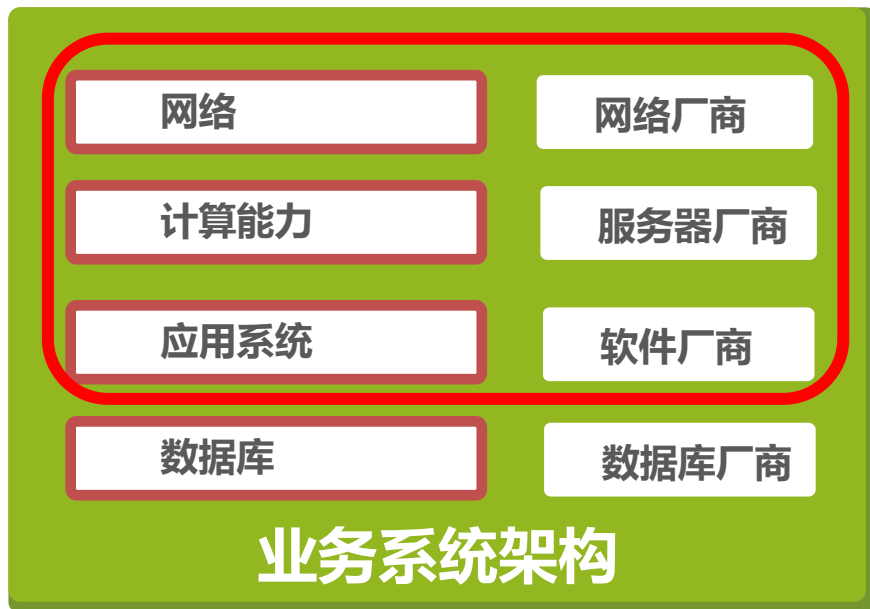 网络
网络厂商
计算能力
服务器厂商
应用系统
软件厂商
数据库
数据库厂商
业务系统架构